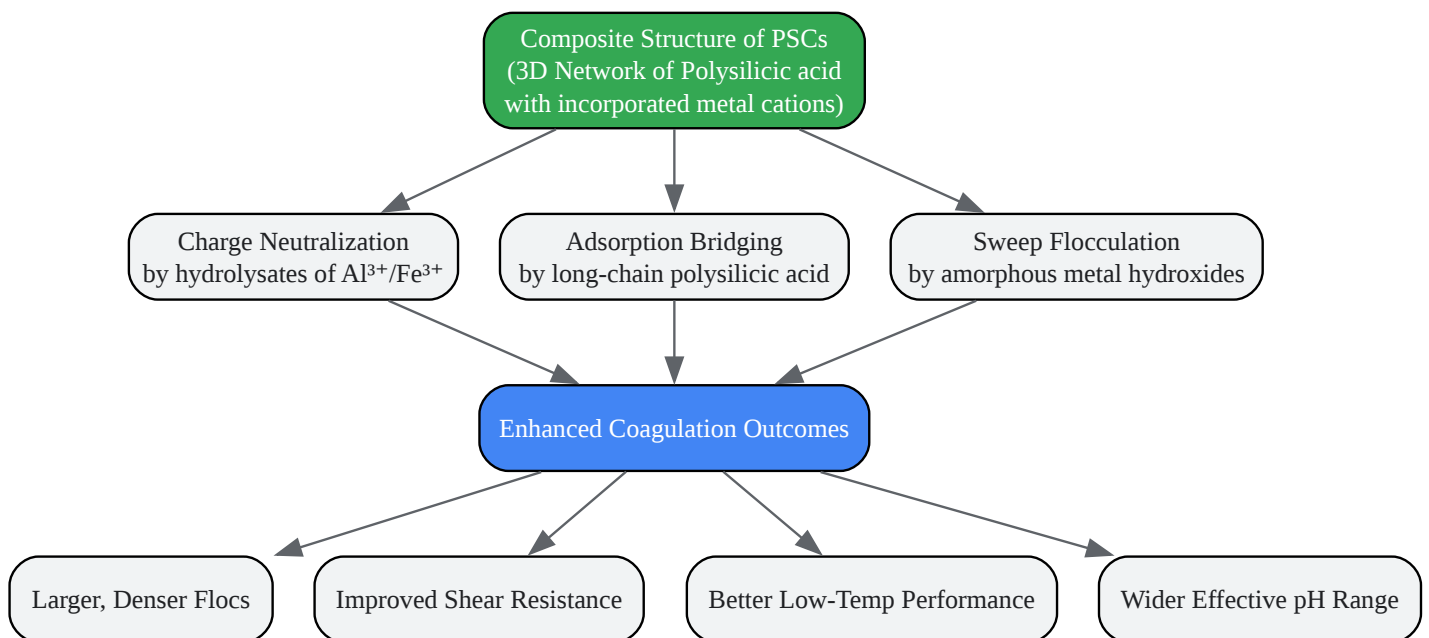 Composite Structure of PSCs
(3D Network of Polysilicic acid
with incorporated metal cations)
Charge Neutralization
by hydrolysates of Al³⁺/Fe³⁺
Adsorption Bridging
by long-chain polysilicic acid
Sweep Flocculation
by amorphous metal hydroxides
Enhanced Coagulation Outcomes
Larger, Denser Flocs
Improved Shear Resistance
Better Low-Temp Performance
Wider Effective pH Range